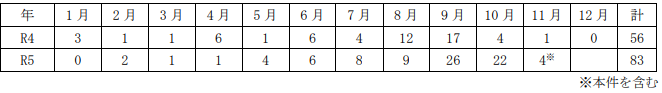 年 1月 2月 3月 4月 5月 6月 7月 8月 9月 10月 11月 12月 計
R4 3 1 1 6 1 6 4 12 17 4 1 0 56
R5 0 2 1 1 4 6 8 9 26 22 4※ 83
※本件を含む